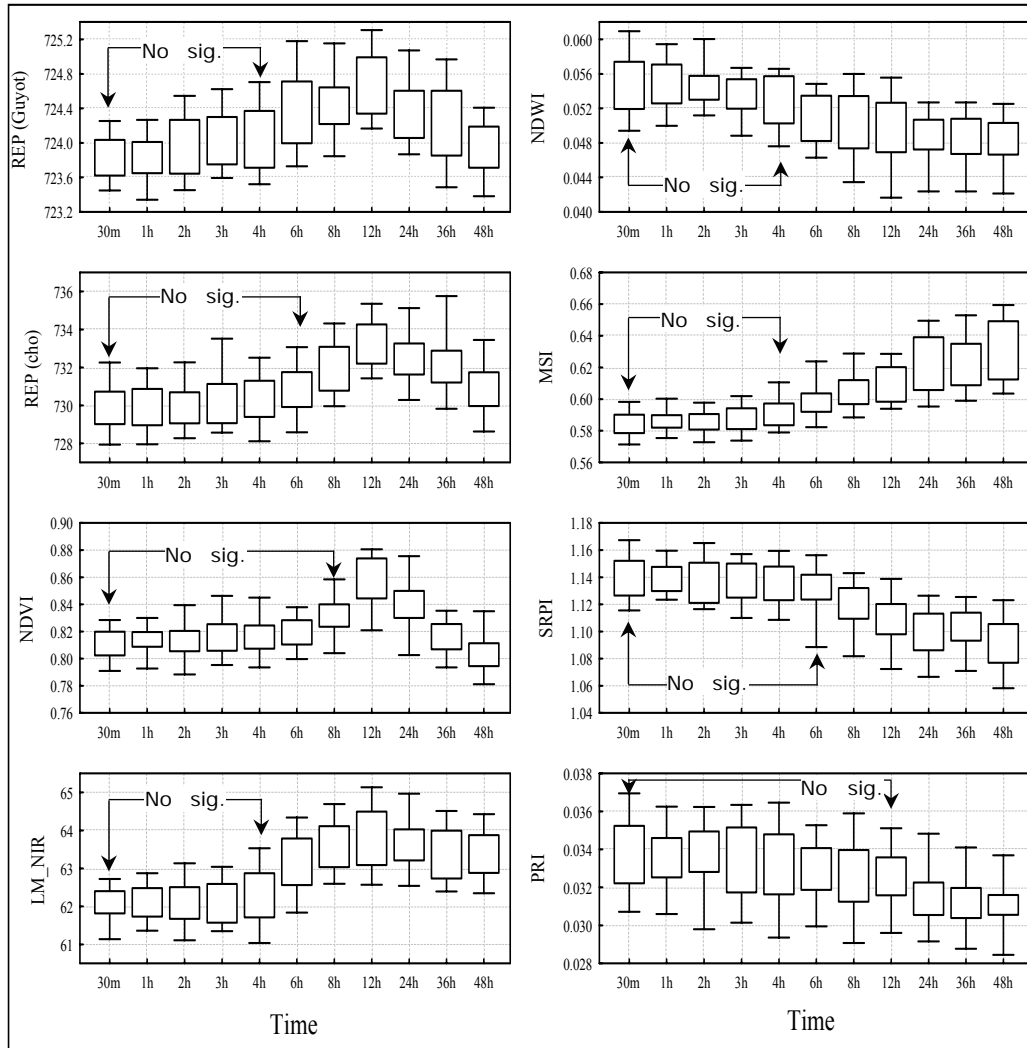 REP (Guyot)
725.2
724.8
724.4
724.0
723.6
723.2
No sig.
30m 1h 2h 3h 4h 6h 8h 12h 24h 36h 48h
NDWI
0.060
0.056
0.052
0.048
0.044
0.040
No sig.
30m 1h 2h 3h 4h 6h 8h 12h 24h 36h 48h
REP (cho)
736
734
732
730
728
No sig.
30m 1h 2h 3h 4h 6h 8h 12h 24h 36h 48h
MSI
0.68
0.66
0.64
0.62
0.60
0.58
0.56
No sig.
30m 1h 2h 3h 4h 6h 8h 12h 24h 36h 48h
NDVI
0.90
0.88
0.86
0.84
0.82
0.80
0.78
0.76
No sig.
30m 1h 2h 3h 4h 6h 8h 12h 24h 36h 48h
SRPI
1.18
1.16
1.14
1.12
1.10
1.08
1.06
1.04
No sig.
30m 1h 2h 3h 4h 6h 8h 12h 24h 36h 48h
LM_NIR
65
64
63
62
61
No sig.
30m 1h 2h 3h 4h 6h 8h 12h 24h 36h 48h
Time
PRI
0.038
0.036
0.034
0.032
0.030
0.028
No sig.
30m 1h 2h 3h 4h 6h 8h 12h 24h 36h 48h
Time